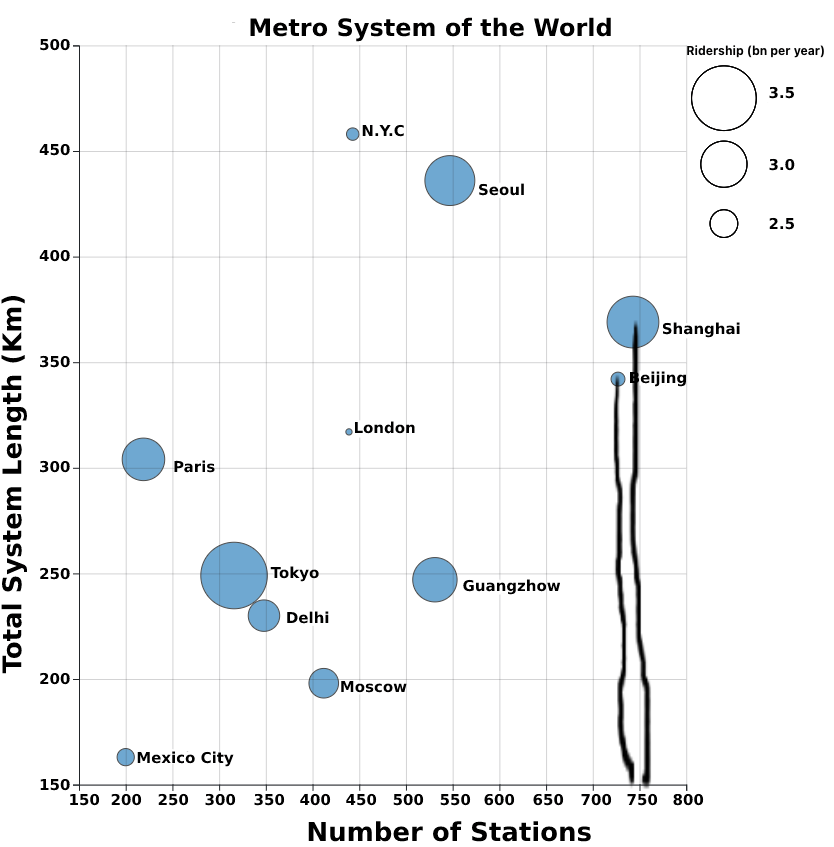 Metro System of the World
Ridership (bn per year)
3.5
3.0
2.5
500
450
400
350
300
250
200
150
Total System Length (Km)
N.Y.C
Seoul
Shanghai
Beijing
London
Paris
Tokyo
Guangzhow
Delhi
Moscow
Mexico City
150 200 250 300 350 400 450 500 550 600 650 700 750 800
Number of Stations